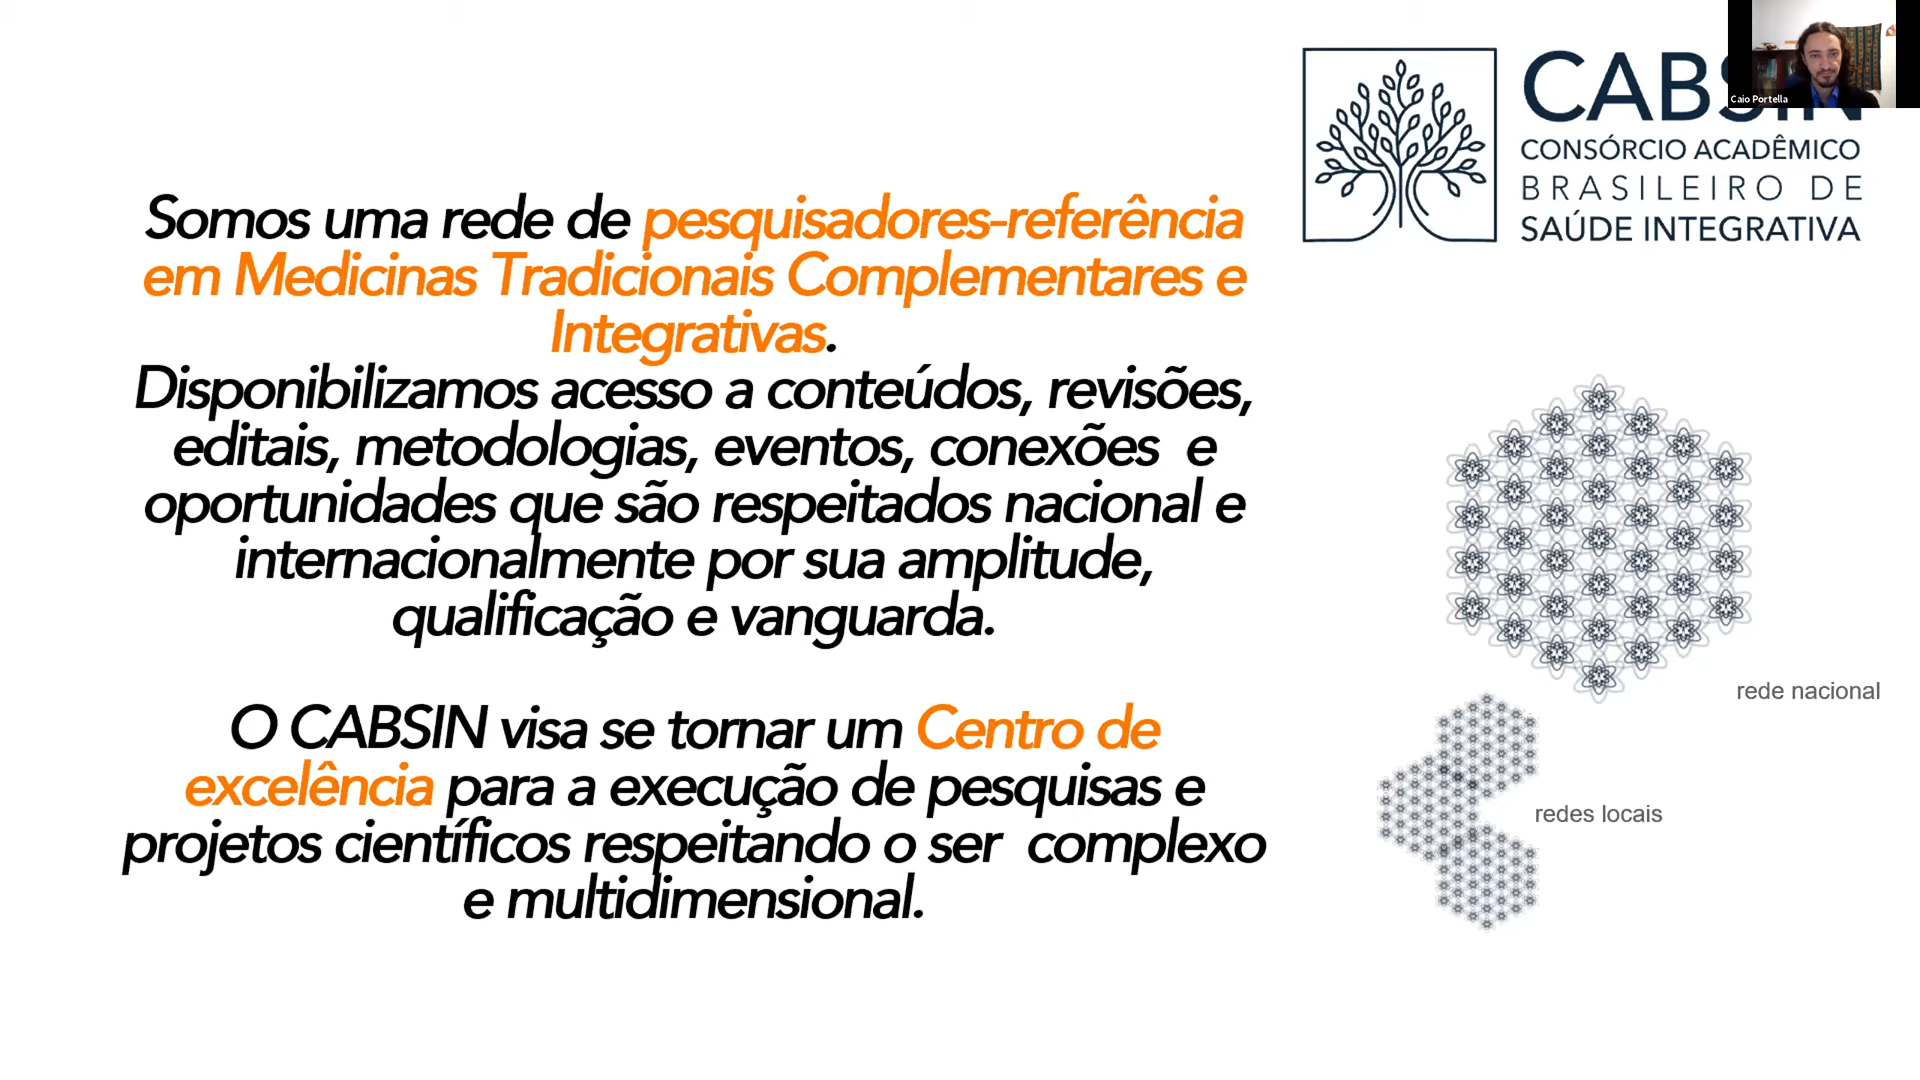 Caio Portella
CONSÓRCIO ACADÊMICO
BRASILEIRO DE
SAÚDE INTEGRATIVA
Somos uma rede de pesquisadores-referência
em Medicinas Tradicionais Complementares e
Integrativas.
Disponibilizamos acesso a conteúdos, revisões,
editais, metodologias, eventos, conexões e
oportunidades que são respeitados nacional e
internacionalmente por sua amplitude,
qualificação e vanguarda.
O CABSIN visa se tornar um Centro de
excelência para a execução de pesquisas e
projetos científicos respeitando o ser complexo
e multidimensional.
rede nacional
redes locais